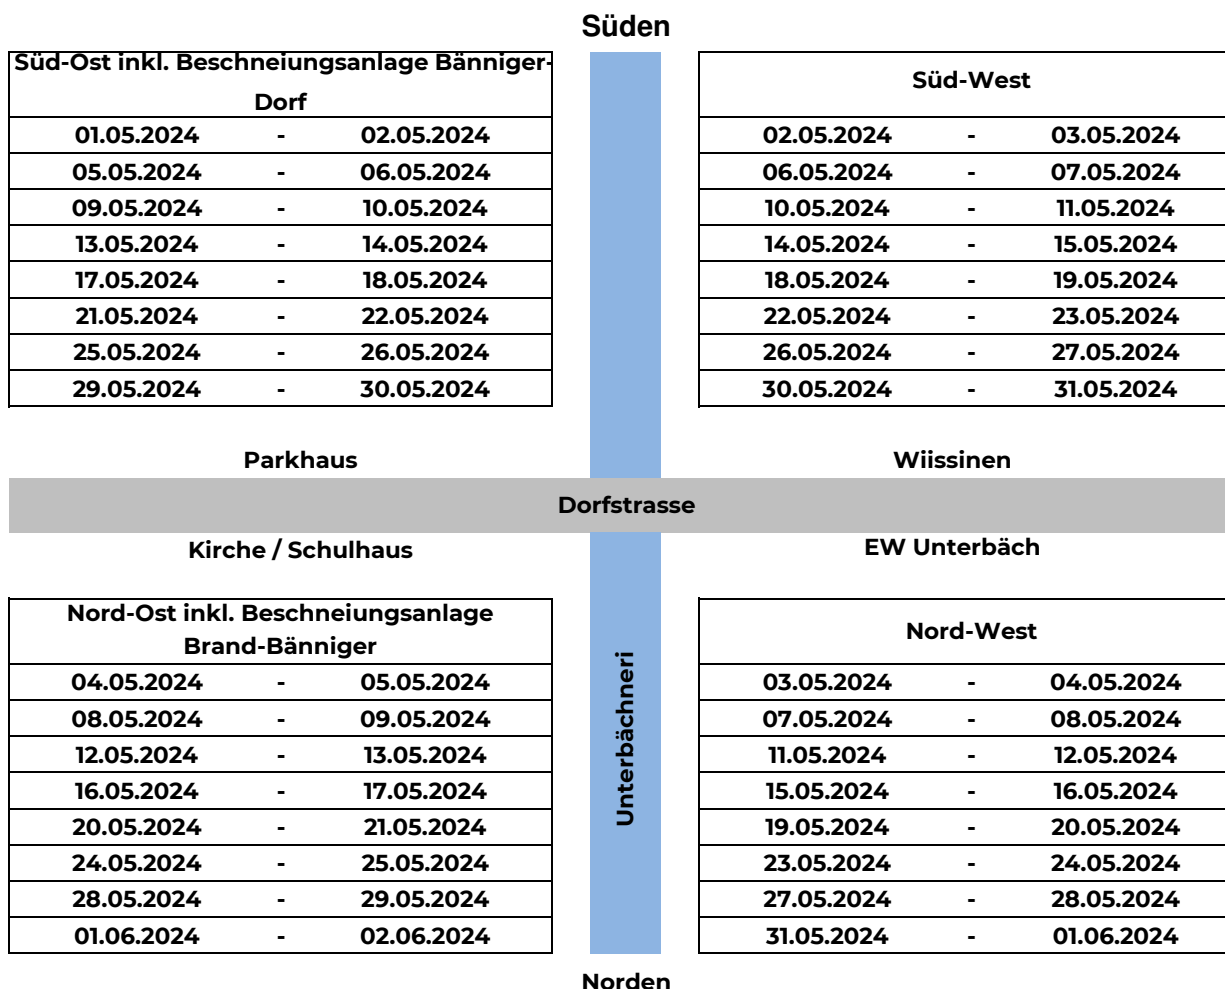 Süden
Süd-Ost inkl. Beschneiungsanlage Bänniger-
Dorf
01.05.2024 - 02.05.2024
05.05.2024 - 06.05.2024
09.05.2024 - 10.05.2024
13.05.2024 - 14.05.2024
17.05.2024 - 18.05.2024
21.05.2024 - 22.05.2024
25.05.2024 - 26.05.2024
29.05.2024 - 30.05.2024
Süd-West
02.05.2024 - 03.05.2024
06.05.2024 - 07.05.2024
10.05.2024 - 11.05.2024
14.05.2024 - 15.05.2024
18.05.2024 - 19.05.2024
22.05.2024 - 23.05.2024
26.05.2024 - 27.05.2024
30.05.2024 - 31.05.2024
Parkhaus
Wiissinen
Dorfstrasse
Kirche / Schulhaus
EW Unterbäch
Nord-Ost inkl. Beschneiungsanlage
Brand-Bänniger
04.05.2024 - 05.05.2024
08.05.2024 - 09.05.2024
12.05.2024 - 13.05.2024
16.05.2024 - 17.05.2024
20.05.2024 - 21.05.2024
24.05.2024 - 25.05.2024
28.05.2024 - 29.05.2024
01.06.2024 - 02.06.2024
Unterbächneri
Nord-West
03.05.2024 - 04.05.2024
07.05.2024 - 08.05.2024
11.05.2024 - 12.05.2024
15.05.2024 - 16.05.2024
19.05.2024 - 20.05.2024
23.05.2024 - 24.05.2024
27.05.2024 - 28.05.2024
31.05.2024 - 01.06.2024
Norden